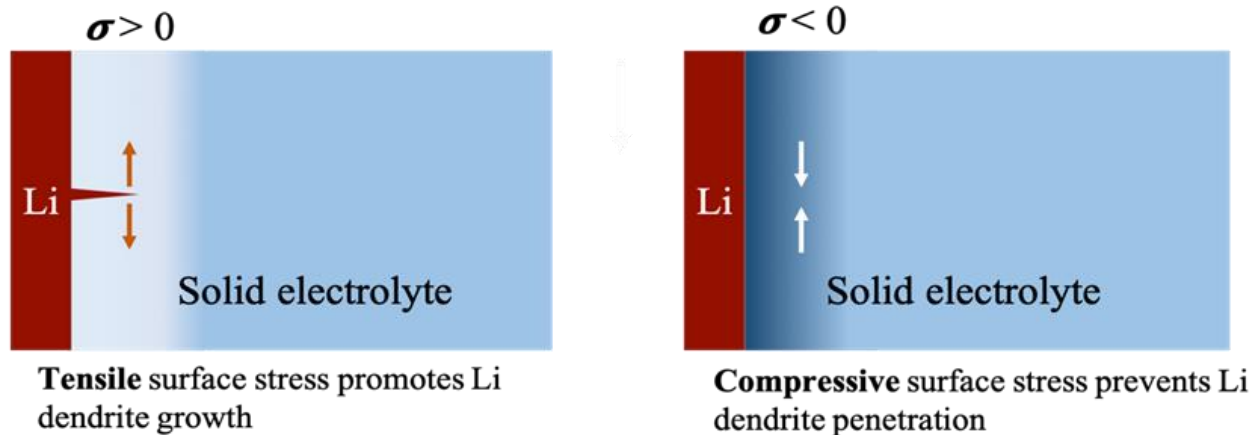 σ > 0
σ < 0
Li
Solid electrolyte
Li
Solid electrolyte
Tensile surface stress promotes Li
dendrite growth
Compressive surface stress prevents Li
dendrite penetration